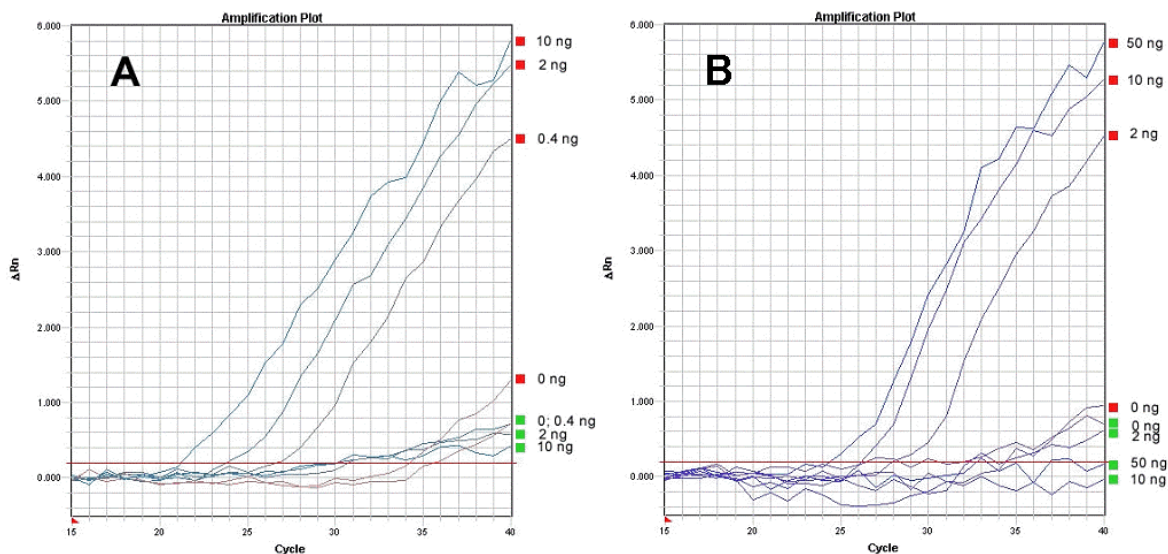 Amplification Plot
A
6.000
5.000
4.000
3.000
2.000
1.000
0.000
ΔRn
15 20 25 30 35 40
Cycle
10 ng
2 ng
0.4 ng
0 ng
0; 0.4 ng
2 ng
10 ng
Amplification Plot
B
6.000
5.000
4.000
3.000
2.000
1.000
0.000
ΔRn
15 20 25 30 35 40
Cycle
50 ng
10 ng
2 ng
0 ng
0 ng
2 ng
50 ng
10 ng